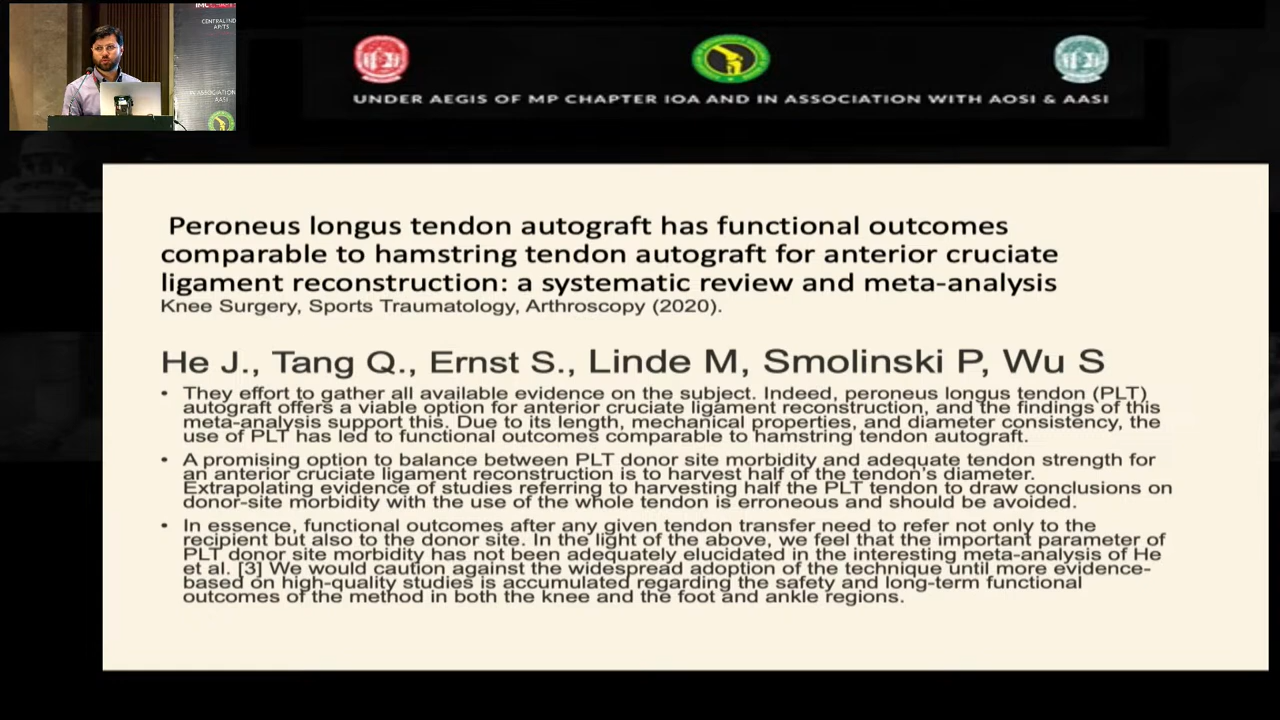 IMC
CENTRAL IND
ARTS
IN ASSOCIATION
AASI
UNDER AEGIS OF MP CHAPTER IOA AND IN ASSOCIATION WITH AOSI & AASI
Peroneus longus tendon autograft has functional outcomes
comparable to hamstring tendon autograft for anterior cruciate
ligament reconstruction: a systematic review and meta-analysis
Knee Surgery, Sports Traumatology, Arthroscopy (2020).
He J., Tang Q., Ernst S., Linde M, Smolinski P, Wu S
• They effort to gather all available evidence on the subject. Indeed, peroneus longus tendon (PLT)
autograft offers a viable option for anterior cruciate ligament reconstruction, and the findings of this
meta-analysis support this. Due to its length, mechanical properties, and diameter consistency, the
use of PLT has led to functional outcomes comparable to hamstring tendon autograft.
• A promising option to balance between PLT donor site morbidity and adequate tendon strength for
an anterior cruciate ligament reconstruction is to harvest half of the tendon's diameter.
Extrapolating evidence of studies referring to harvesting half the PLT tendon to draw conclusions on
donor-site morbidity with the use of the whole tendon is erroneous and should be avoided.
• In essence, functional outcomes after any given tendon transfer need to refer not only to the
recipient but also to the donor site. In the light of the above, we feel that the important parameter of
PLT donor site morbidity has not been adequately elucidated in the interesting meta-analysis of He
et al. [3] We would caution against the widespread adoption of the technique until more evidence-
based on high-quality studies is accumulated regarding the safety and long-term functional
outcomes of the method in both the knee and the foot and ankle regions.